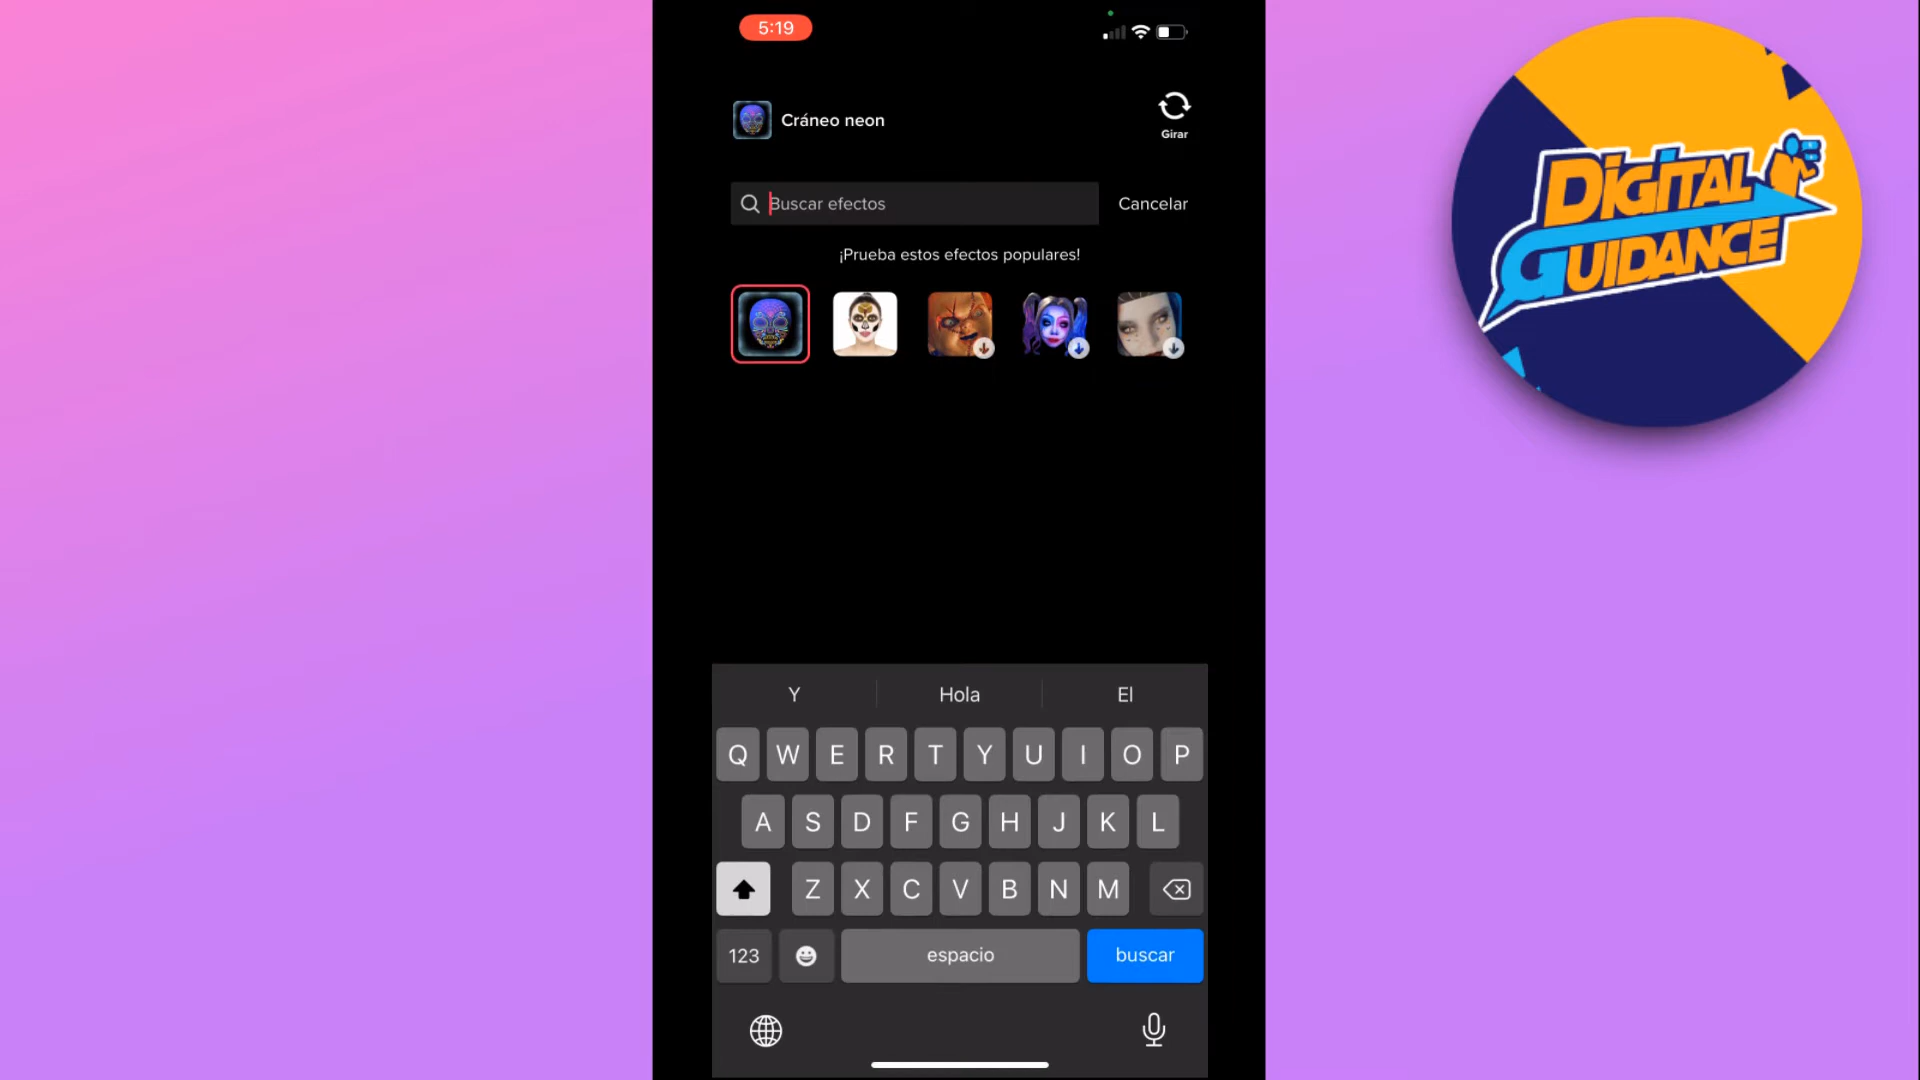 5:19
Cráneo neon
Girar
Buscar efectos
Cancelar
¡Prueba estos efectos populares!
Y Hola El
Q W E R T Y U I O P
A S D F G H J K L
Z X C V B N M
123 espacio buscar
DIGITAL
GUIDANCE